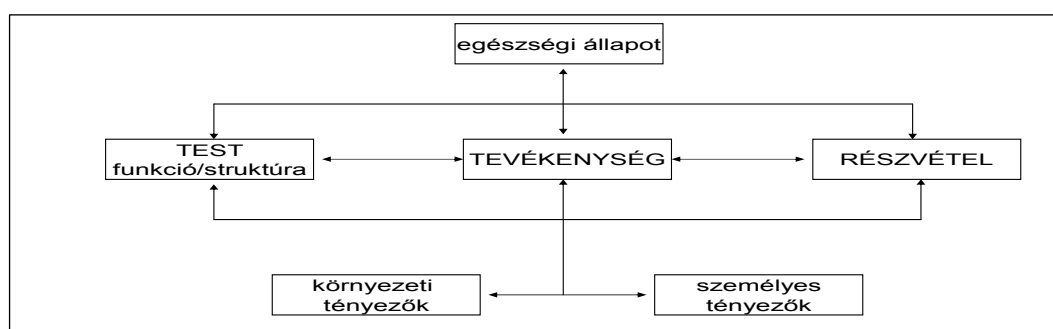 egészségi állapot
TEST
funkció/struktúra
TEVÉKENYSÉG
RÉSZVÉTEL
környezeti
tényezők
személyes
tényezők